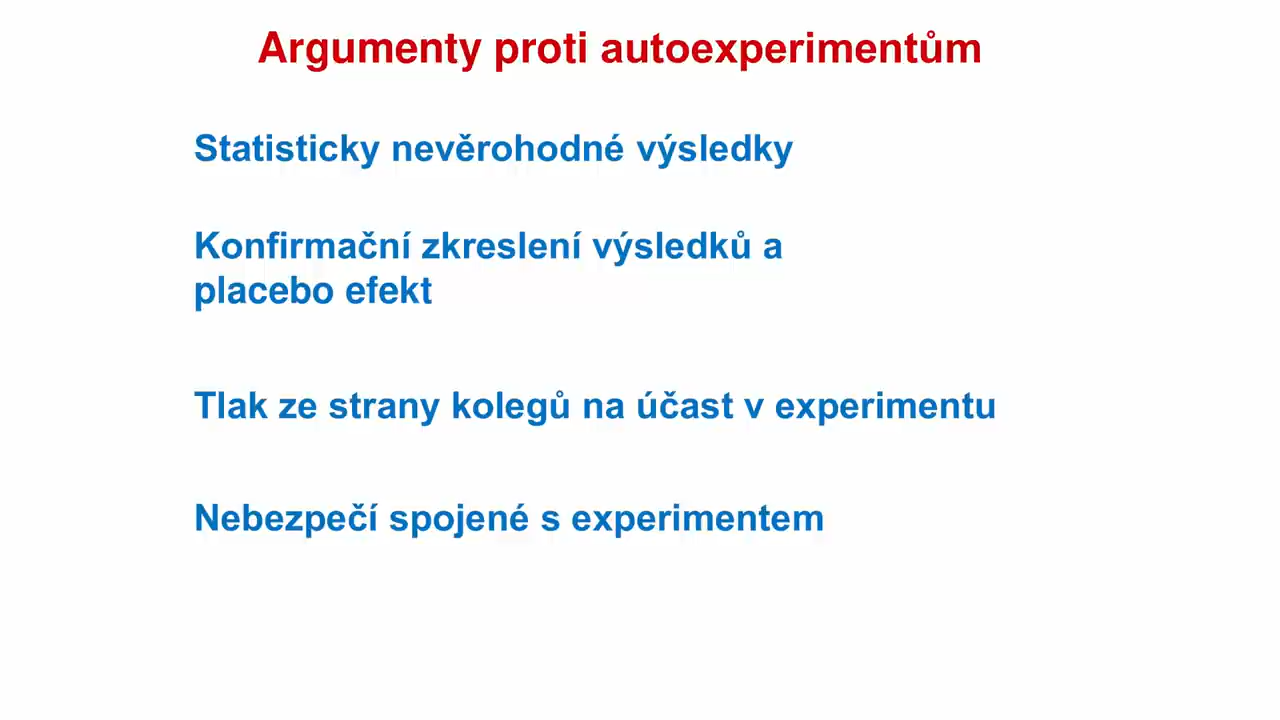 Argumenty proti autoexperimentům
Statisticky nevěrohodné výsledky
Konfirmační zkreslení výsledků a
placebo efekt
Tlak ze strany kolegů na účast v experimentu
Nebezpečí spojené s experimentem